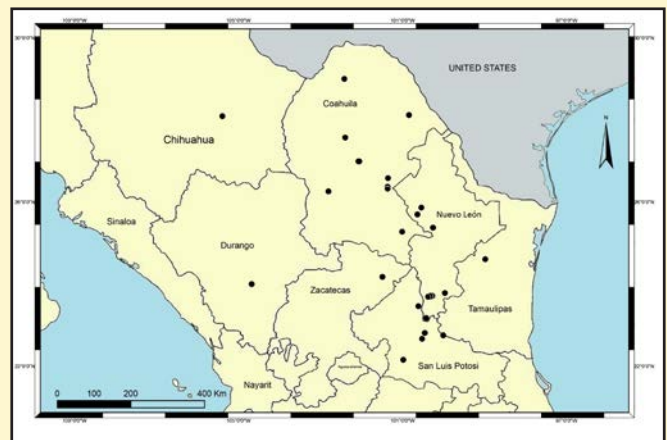 UNITED STATES
Coahuila
Chihuahua
N
Sinaloa
Nuevo León
Durango
Zacatecas
Tamaulipas
San Luis Potosi
Nayarit
0 100 200 400 Km